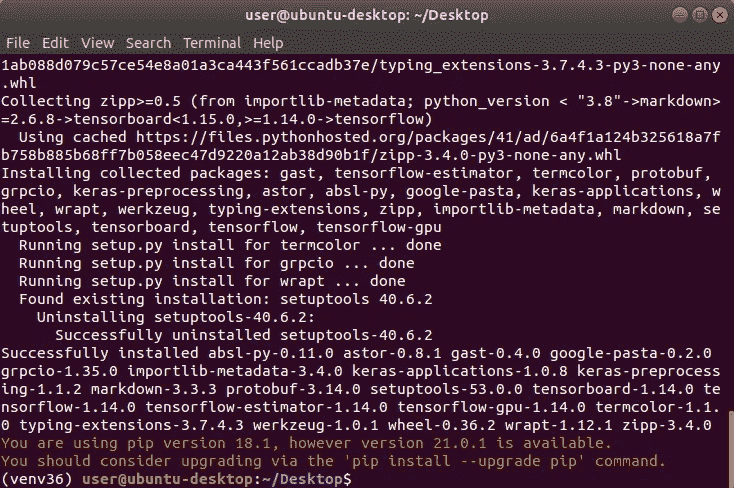 user@ubuntu-desktop: ~/Desktop
File Edit View Search Terminal Help
1ab088d079c57ce54e8a01a3ca443f561ccadb37e/typing_extensions-3.7.4.3-py3-none-any
.whl
Collecting zipp>=0.5 (from importlib-metadata; python_version < "3.8"->markdown>
=2.6.8->tensorboard<1.15.0,>=1.14.0->tensorflow)
  Using cached https://files.pythonhosted.org/packages/41/ad/6a4f1a124b325618a7f
b758b885b68ff7b058eec47d9220a12ab38d90b1f/zipp-3.4.0-py3-none-any.whl
Installing collected packages: gast, tensorflow-estimator, termcolor, protobuf,
grpcio, keras-preprocessing, astor, absl-py, google-pasta, keras-applications, w
heel, wrapt, werkzeug, typing-extensions, zipp, importlib-metadata, markdown, se
tuptools, tensorboard, tensorflow, tensorflow-gpu
  Running setup.py install for termcolor ... done
  Running setup.py install for grpcio ... done
  Running setup.py install for wrapt ... done
  Found existing installation: setuptools 40.6.2
    Uninstalling setuptools-40.6.2:
      Successfully uninstalled setuptools-40.6.2
Successfully installed absl-py-0.11.0 astor-0.8.1 gast-0.4.0 google-pasta-0.2.0
grpcio-1.35.0 importlib-metadata-3.4.0 keras-applications-1.0.8 keras-preprocess
ing-1.1.2 markdown-3.3.3 protobuf-3.14.0 setuptools-53.0.0 tensorboard-1.14.0 te
nsorflow-1.14.0 tensorflow-estimator-1.14.0 tensorflow-gpu-1.14.0 termcolor-1.1.
0 typing-extensions-3.7.4.3 werkzeug-1.0.1 wheel-0.36.2 wrapt-1.12.1 zipp-3.4.0
You are using pip version 18.1, however version 21.0.1 is available.
You should consider upgrading via the 'pip install --upgrade pip' command.
(venv36) user@ubuntu-desktop:~/Desktop$